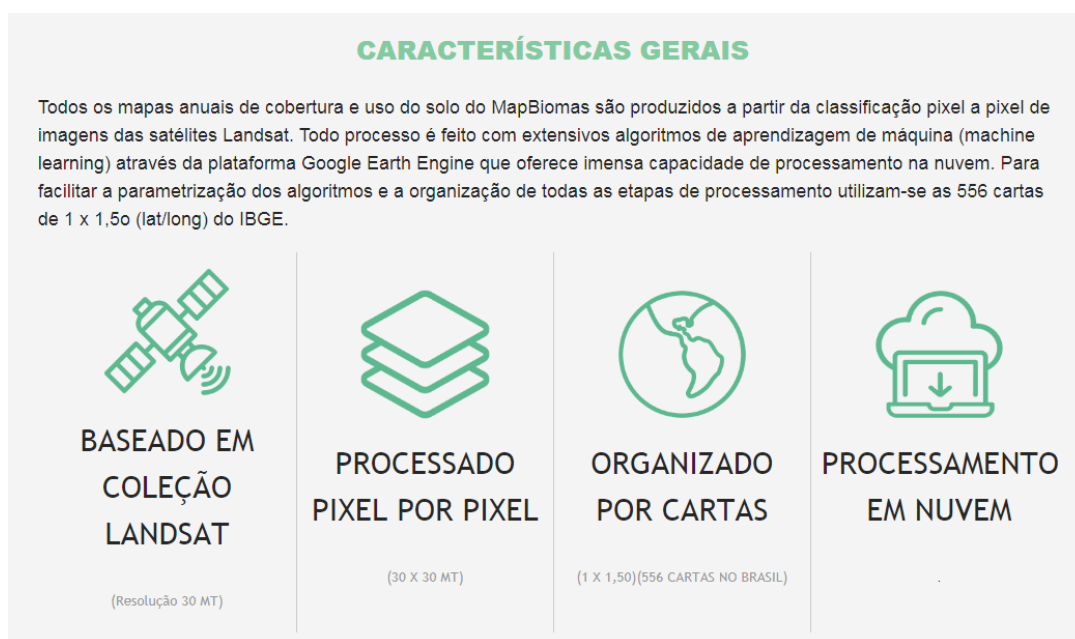 CARACTERÍSTICAS GERAIS
Todos os mapas anuais de cobertura e uso do solo do MapBiomas são produzidos a partir da classificação pixel a pixel de
imagens das satélites Landsat. Todo processo é feito com extensivos algoritmos de aprendizagem de máquina (machine
learning) através da plataforma Google Earth Engine que oferece imensa capacidade de processamento na nuvem. Para
facilitar a parametrização dos algoritmos e a organização de todas as etapas de processamento utilizam-se as 556 cartas
de 1 x 1,5o (lat/long) do IBGE.
BASEADO EM
COLEÇÃO
LANDSAT
(Resolução 30 MT)
PROCESSADO
PIXEL POR PIXEL
(30 X 30 MT)
ORGANIZADO
POR CARTAS
(1 X 1,50)(556 CARTAS NO BRASIL)
PROCESSAMENTO
EM NUVEM
.